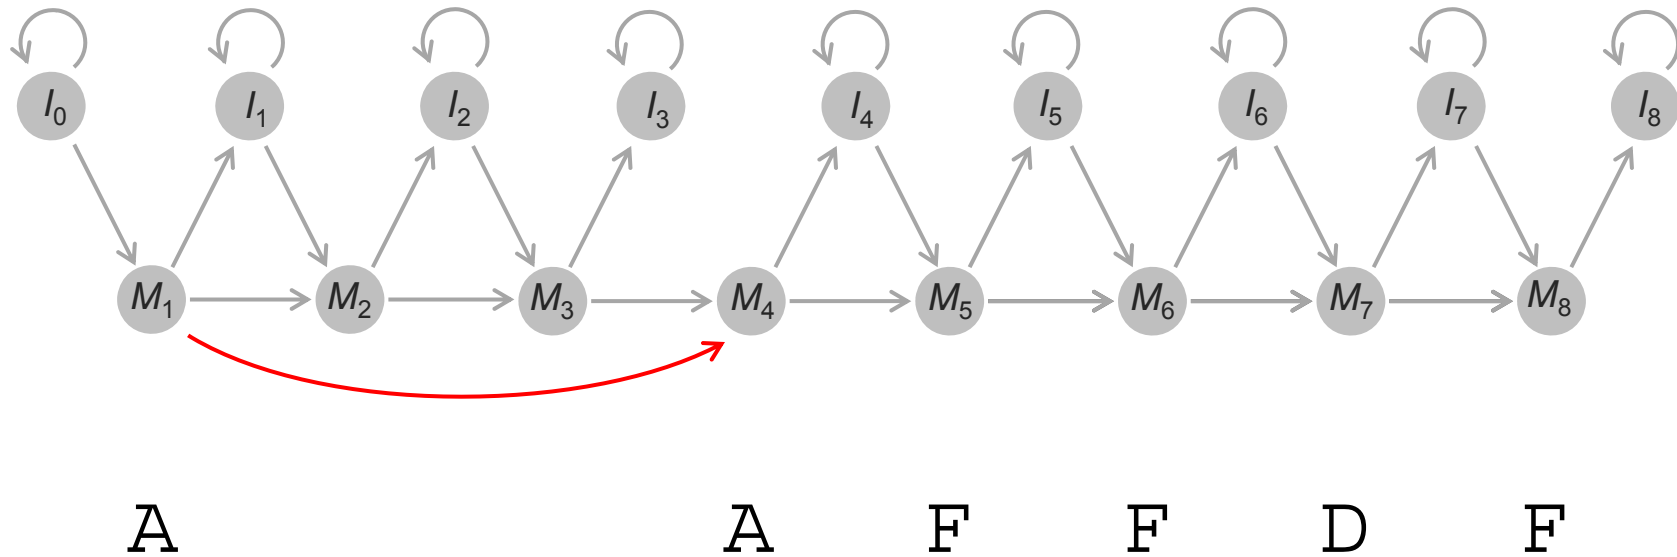 I₀ I₁ I₂ I₃ I₄ I₅ I₆ I₇ I₈
M₁ M₂ M₃ M₄ M₅ M₆ M₇ M₈
A A F F D F